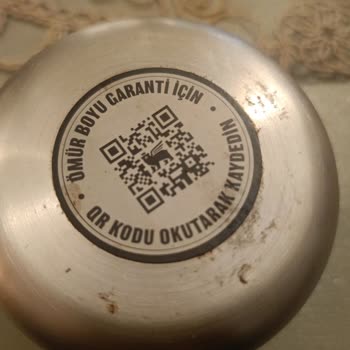 ÖMÜR BOYU GARANTİ İÇİN
QR KODU OKUTARAK KAYDEDİN